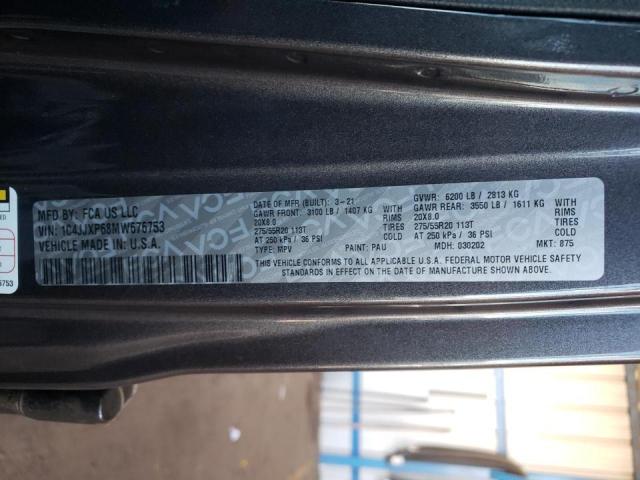 MFD BY: FCA US LLC
VIN: 1C4JJXP68MW576753
VEHICLE MADE IN U.S.A.
DATE OF MFR (BUILT): 3-21
GAWR FRONT: 3100 LB / 1407 KG
20X8.0 RIMS
275/55R20 113T TIRES
AT 250 kPa / 36 PSI COLD
TYPE: MPV PAINT: PAU
GVWR: 6200 LB / 2813 KG
GAWR REAR: 3550 LB / 1611 KG
20X8.0 RIMS
275/55R20 113T TIRES
AT 250 kPa / 36 PSI COLD
MDH: 030202 MKT: 875
THIS VEHICLE CONFORMS TO ALL APPLICABLE U.S.A. FEDERAL MOTOR VEHICLE SAFETY
STANDARDS IN EFFECT ON THE DATE OF MANUFACTURE SHOWN ABOVE.
6753